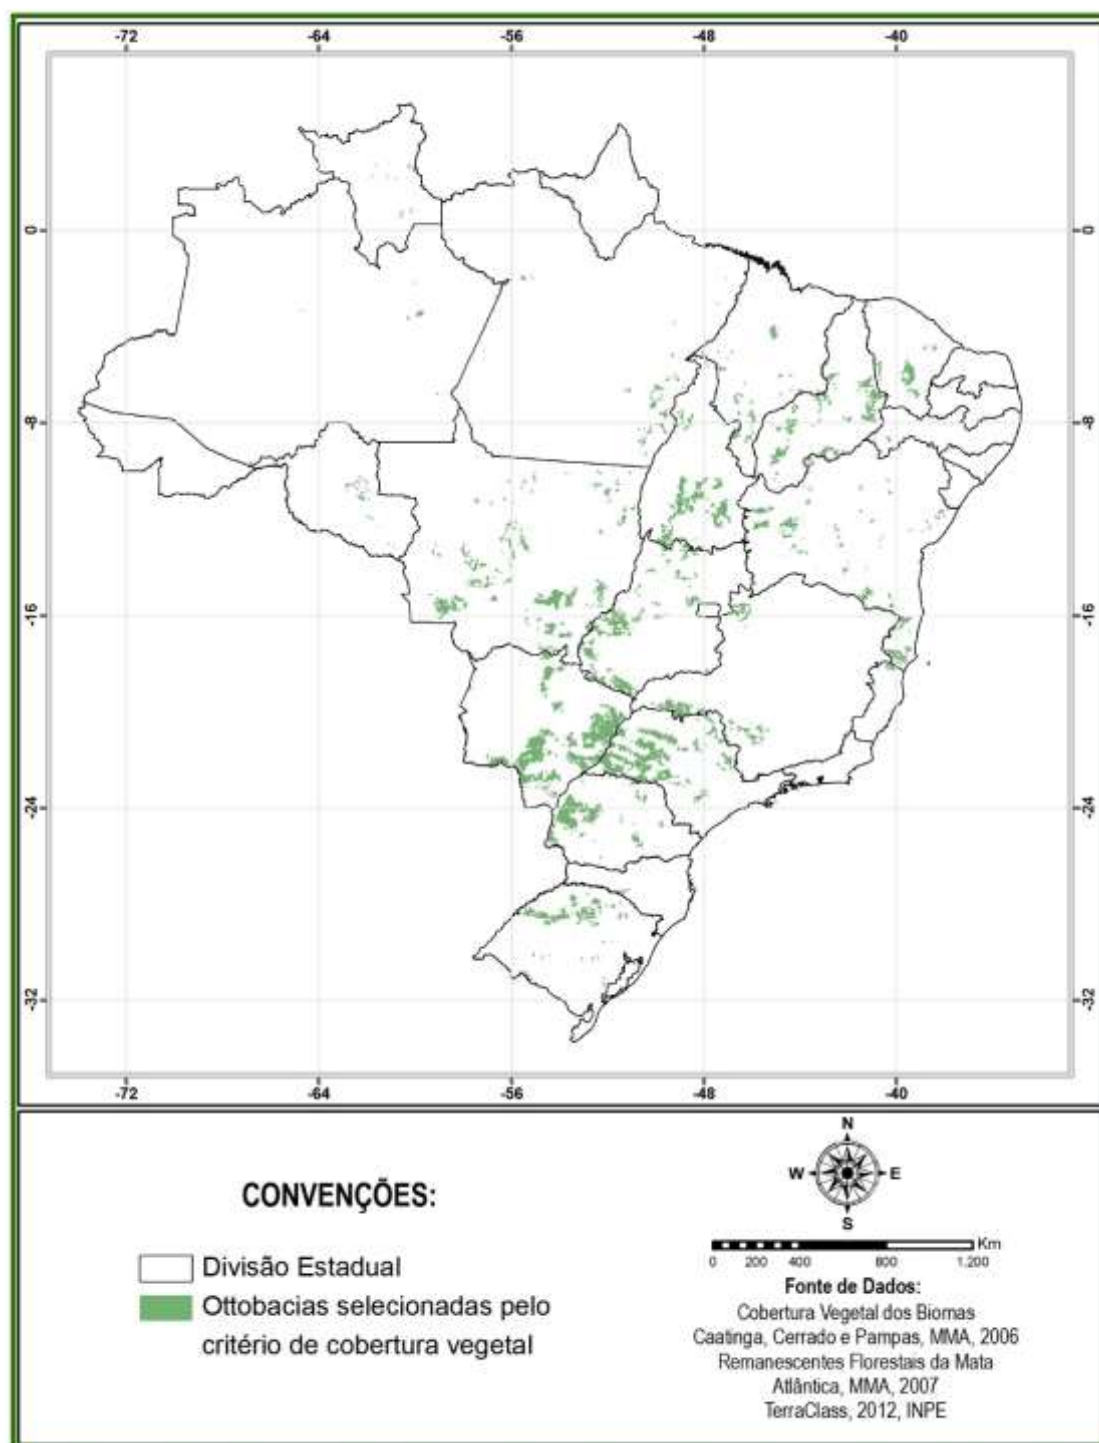 -72 -64 -56 -48 -40
0 0
-8 -8
-16 -16
-24 -24
-32 -32
-72 -64 -56 -48 -40
CONVENÇÕES:
Divisão Estadual
Ottobacias selecionadas pelo
critério de cobertura vegetal
N
W E
S
Km
0 200 400 800 1.200
Fonte de Dados:
Cobertura Vegetal dos Biomas
Caatinga, Cerrado e Pampas, MMA, 2006
Remanescentes Florestais da Mata
Atlântica, MMA, 2007
TerraClass, 2012, INPE